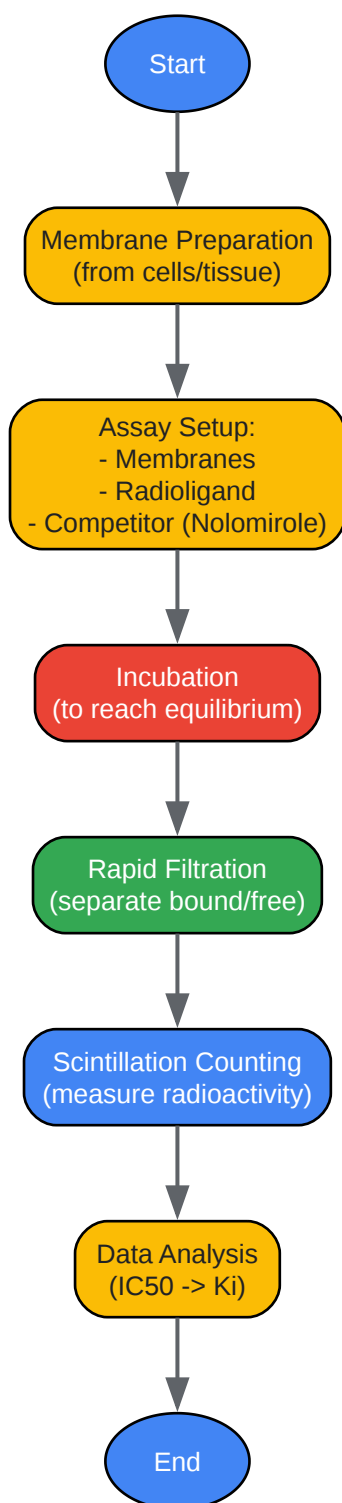 Start
Membrane Preparation
(from cells/tissue)
Assay Setup:
- Membranes
- Radioligand
- Competitor (Nolomirole)
Incubation
(to reach equilibrium)
Rapid Filtration
(separate bound/free)
Scintillation Counting
(measure radioactivity)
Data Analysis
(IC50 -> Ki)
End